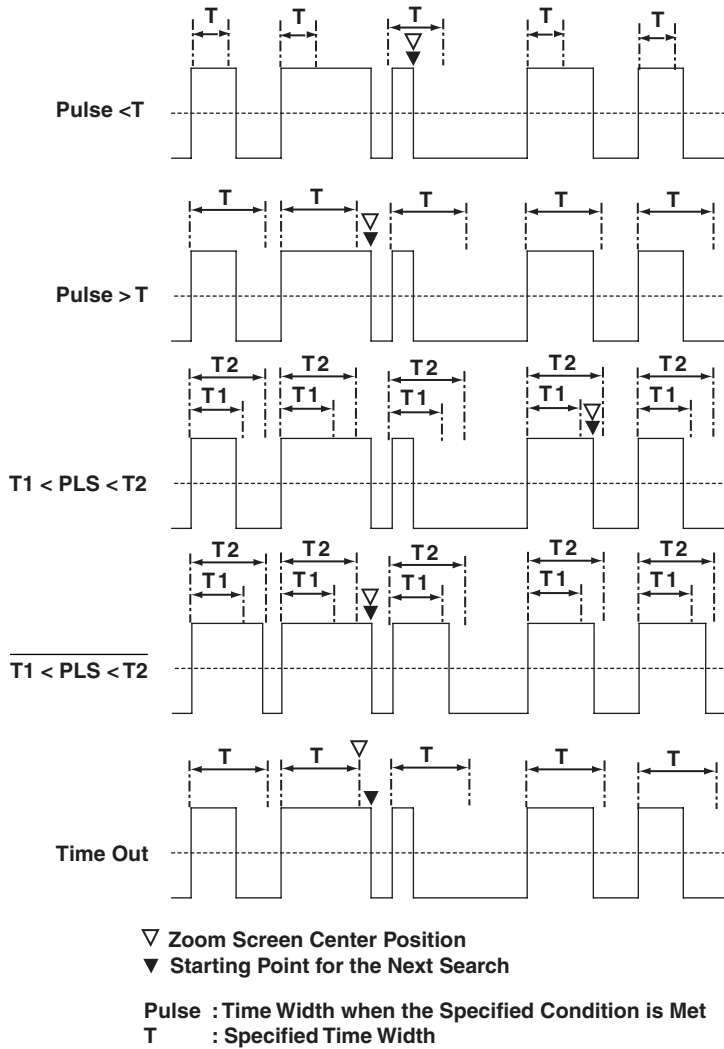 T T T T T
Pulse <T
T T T T T
Pulse > T
T2 T2 T2 T2 T2
T1 T1 T1 T1 T1
T1 < PLS < T2
T2 T2 T2 T2 T2
T1 T1 T1 T1 T1
T1 < PLS < T2
T T T T T
Time Out
▽ Zoom Screen Center Position
▼ Starting Point for the Next Search
Pulse : Time Width when the Specified Condition is Met
T : Specified Time Width